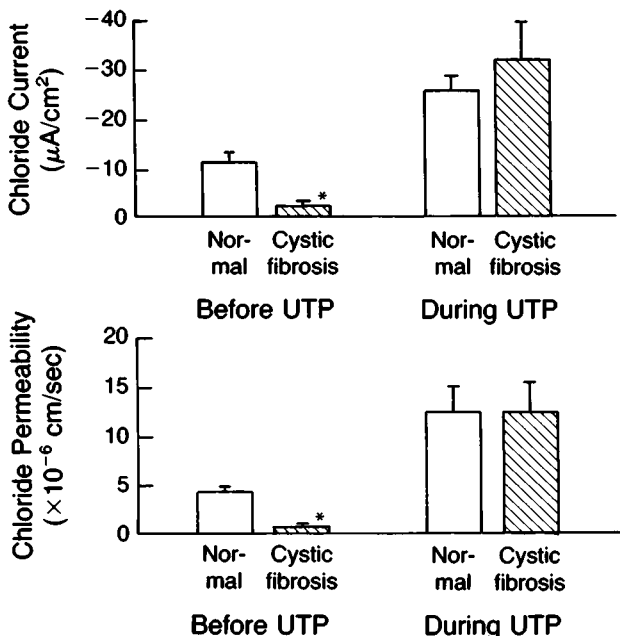 Chloride Current
(μA/cm²)
−40
−30
−20
−10
0
*
Nor-
mal
Cystic
fibrosis
Nor-
mal
Cystic
fibrosis
Before UTP
During UTP
Chloride Permeability
(×10⁻⁶ cm/sec)
20
15
10
5
0
*
Nor-
mal
Cystic
fibrosis
Nor-
mal
Cystic
fibrosis
Before UTP
During UTP